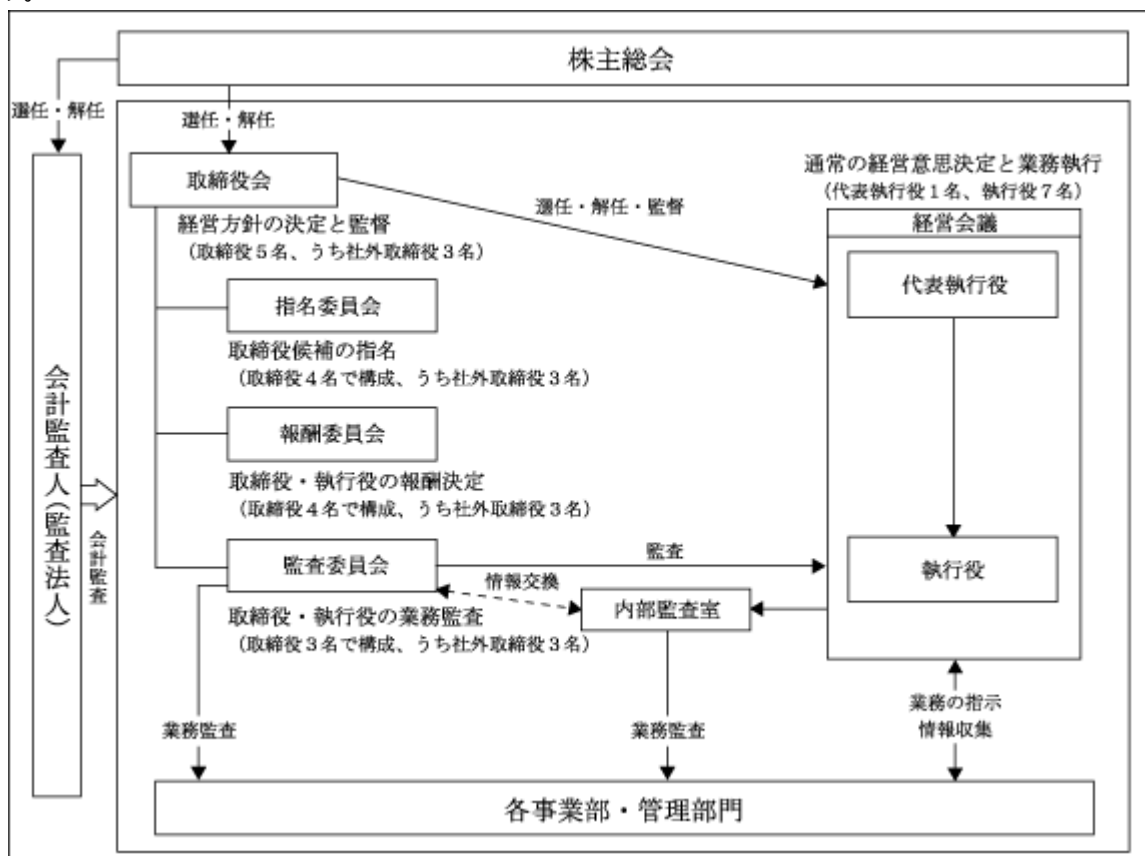 株主総会
選任・解任
選任・解任
取締役会
経営方針の決定と監督
（取締役５名、うち社外取締役３名）
選任・解任・監督
通常の経営意思決定と業務執行
（代表執行役１名、執行役７名）
経営会議
代表執行役
指名委員会
取締役候補の指名
（取締役４名で構成、うち社外取締役３名）
報酬委員会
取締役・執行役の報酬決定
（取締役４名で構成、うち社外取締役３名）
会計監査人（監査法人）
会計監査
監査委員会
監査
執行役
情報交換
内部監査室
取締役・執行役の業務監査
（取締役３名で構成、うち社外取締役３名）
業務監査
業務監査
業務の指示
情報収集
各事業部・管理部門